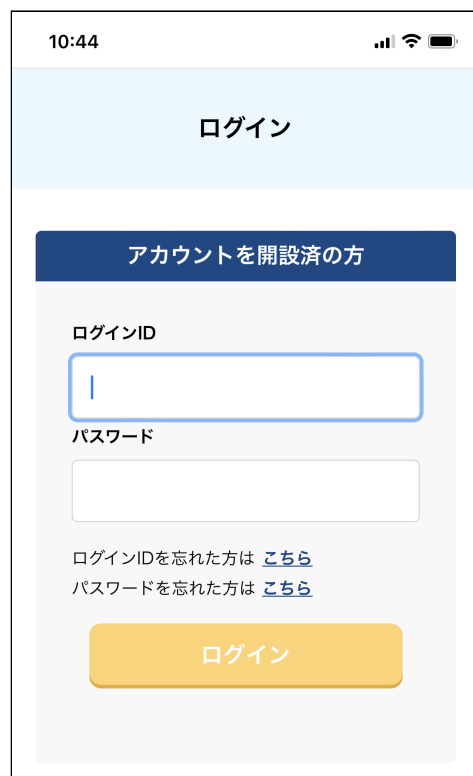 10:44
ログイン
アカウントを開設済の方
ログインID
パスワード
ログインIDを忘れた方は こちら
パスワードを忘れた方は こちら
ログイン